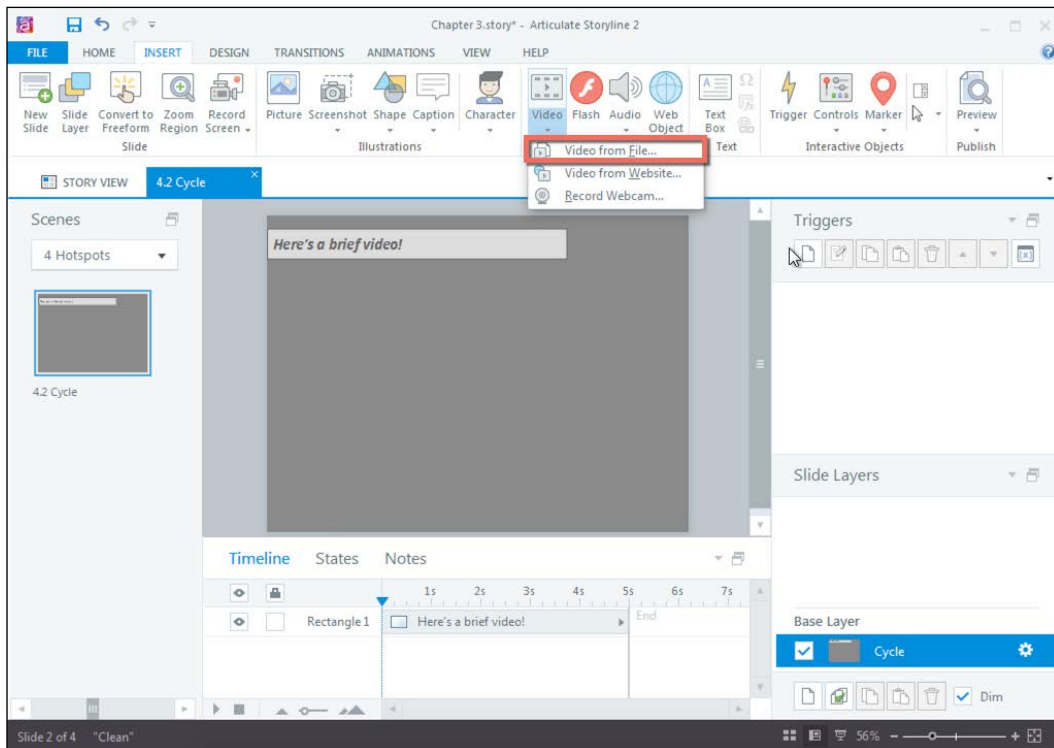 Chapter 3.story* - Articulate Storyline 2
FILE HOME INSERT DESIGN TRANSITIONS ANIMATIONS VIEW HELP
New Slide
Slide Layer
Convert to Freeform
Zoom Region
Record Screen
Slide
Picture
Screenshot
Shape
Caption
Character
Illustrations
Video
Flash
Audio
Web Object
Text Box
Text
Trigger
Controls
Marker
Interactive Objects
Preview
Publish
Video from File...
Video from Website...
Record Webcam...
STORY VIEW
4.2 Cycle
Scenes
4 Hotspots
4.2 Cycle
Here's a brief video!
Triggers
Slide Layers
Base Layer
Cycle
Dim
Timeline States Notes
1s 2s 3s 4s 5s 6s 7s
Rectangle 1
Here's a brief video!
End
Slide 2 of 4 "Clean"
56%